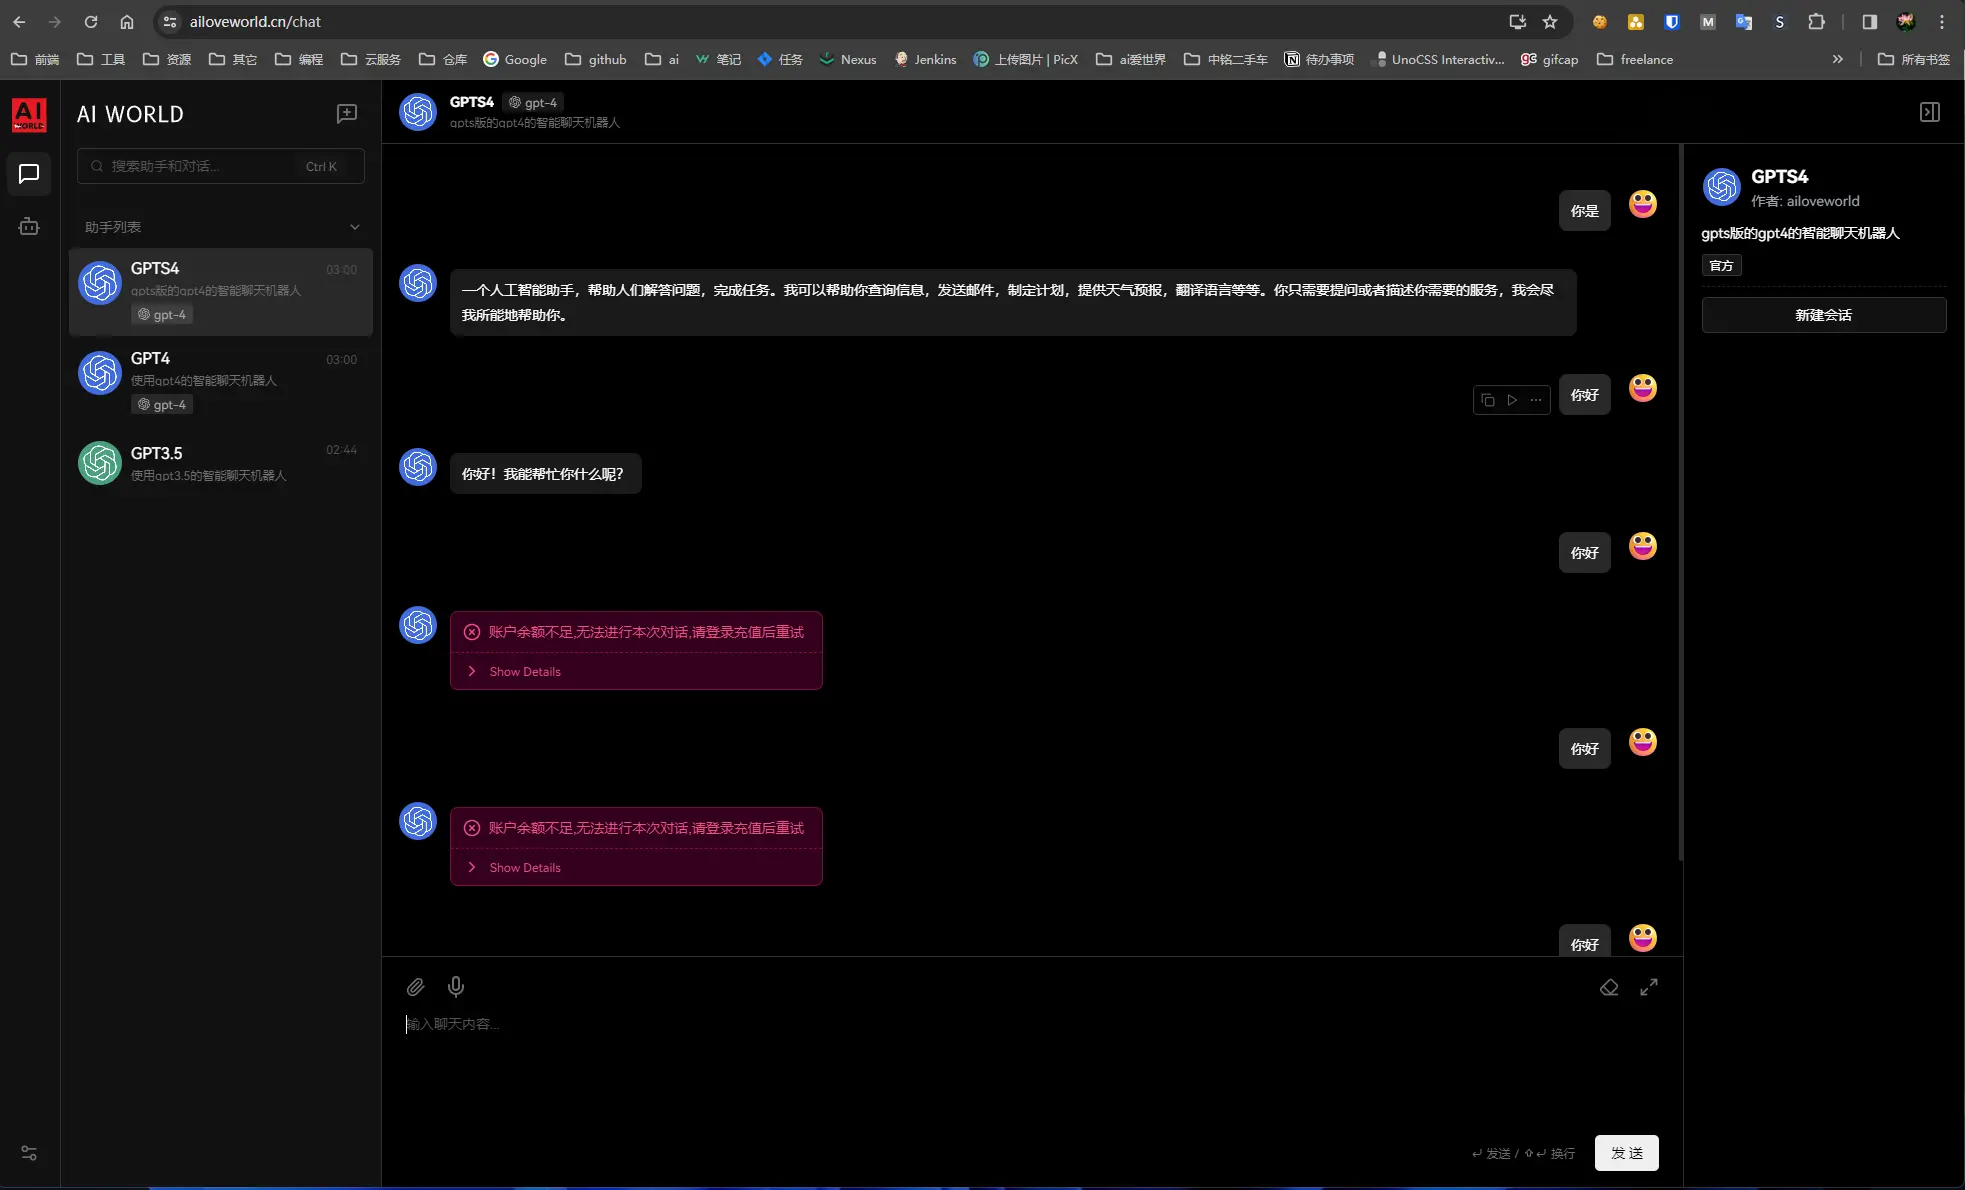 ailoveworld.cn/chat
前端
工具
资源
其它
编程
云服务
仓库
Google
github
ai
笔记
任务
Nexus
Jenkins
上传图片 | PicX
ai爱世界
中铭二手车
待办事项
UnoCSS Interactiv...
gifcap
freelance
所有书签
AI WORLD
AI WORLD
搜索助手和对话...
Ctrl K
助手列表
GPTS4
03:00
gpts版的gpt4的智能聊天机器人
gpt-4
GPT4
03:00
使用gpt4的智能聊天机器人
gpt-4
GPT3.5
02:44
使用gpt3.5的智能聊天机器人
GPTS4
gpt-4
gpts版的gpt4的智能聊天机器人
你是
一个人工智能助手，帮助人们解答问题，完成任务。我可以帮助你查询信息，发送邮件，制定计划，提供天气预报，翻译语言等等。你只需要提问或者描述你需要的服务，我会尽
我所能地帮助你。
你好
你好！我能帮忙你什么呢？
你好
账户余额不足,无法进行本次对话,请登录充值后重试
Show Details
你好
账户余额不足,无法进行本次对话,请登录充值后重试
Show Details
你好
输入聊天内容...
↵ 发送 / ⇧ ↵ 换行
发 送
GPTS4
作者: ailoveworld
gpts版的gpt4的智能聊天机器人
官方
新建会话